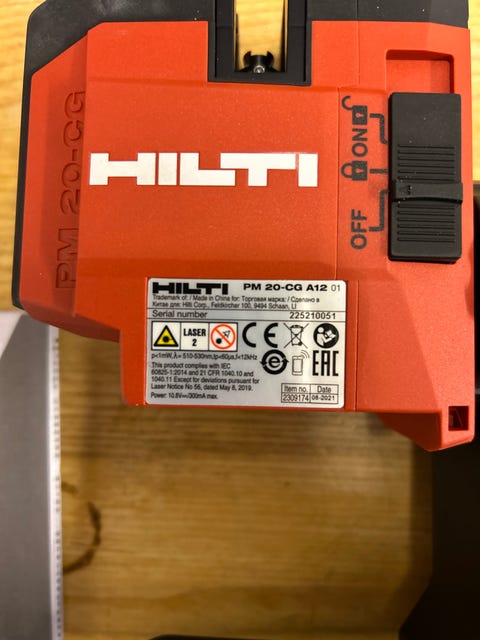 PM 20-CG
HILTI
ON
OFF
HILTI PM 20-CG A12 01
Trademark of: / Made in China for: Торговая марка: / Сделано в
Китае для: Hilti Corp., Feldkircher 100, 9494 Schaan, LI
Serial number 225210051
LASER
2
CE
EAC
p<1mW, λ= 510-530nm, tp<60µs, f<12kHz
This product complies with IEC
60825-1:2014 and 21 CFR 1040.10 and
1040.11 Except for deviations pursuant for
Laser Notice No 56, dated May 8, 2019.
Power: 10.8V⎓/300mA max.
Item no. Date
2309174 08-2021